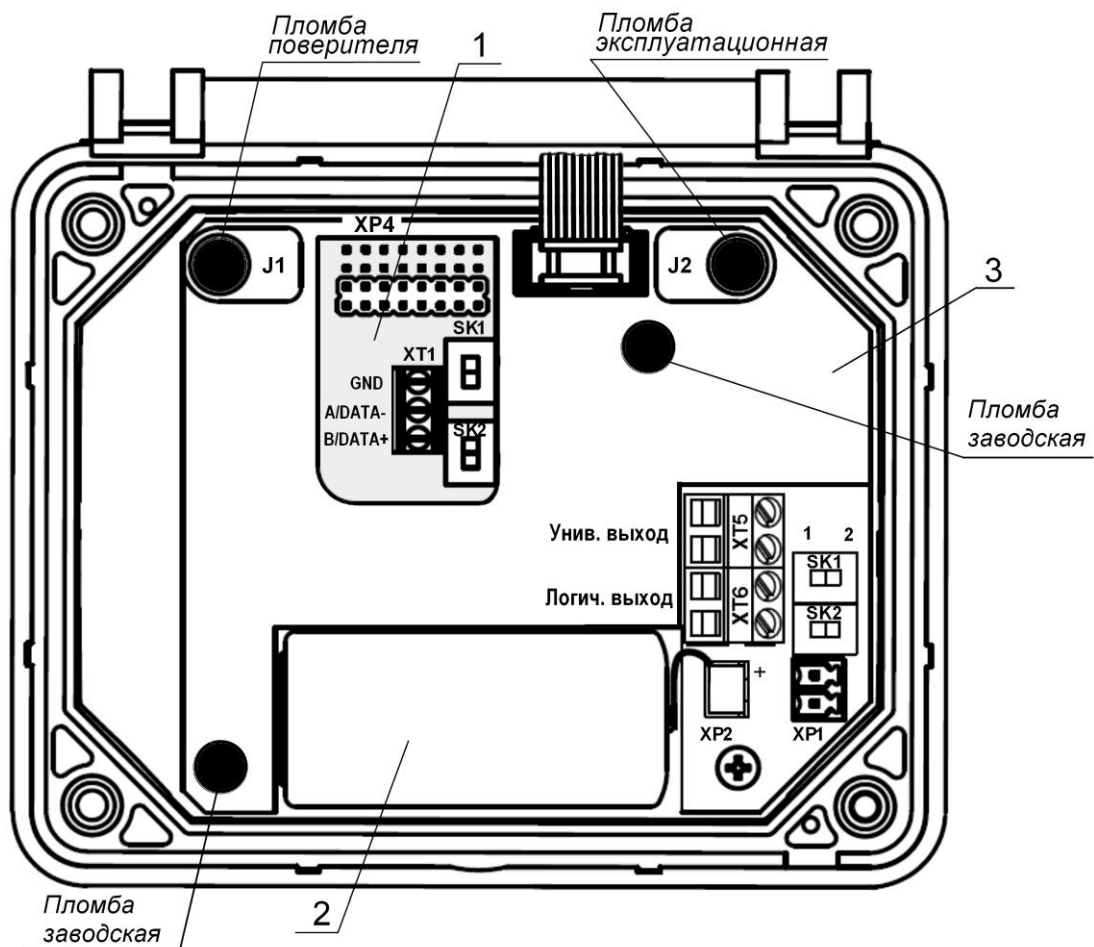 Пломба
поверителя
1
Пломба
эксплуатационная
XP4
J1
J2
3
SK1
XT1
GND
A/DATA-
B/DATA+
SK2
Пломба
заводская
Унив. выход
XT5
1 2
SK1
Логич. выход
XT6
SK2
+
XP2
XP1
2
Пломба
заводская